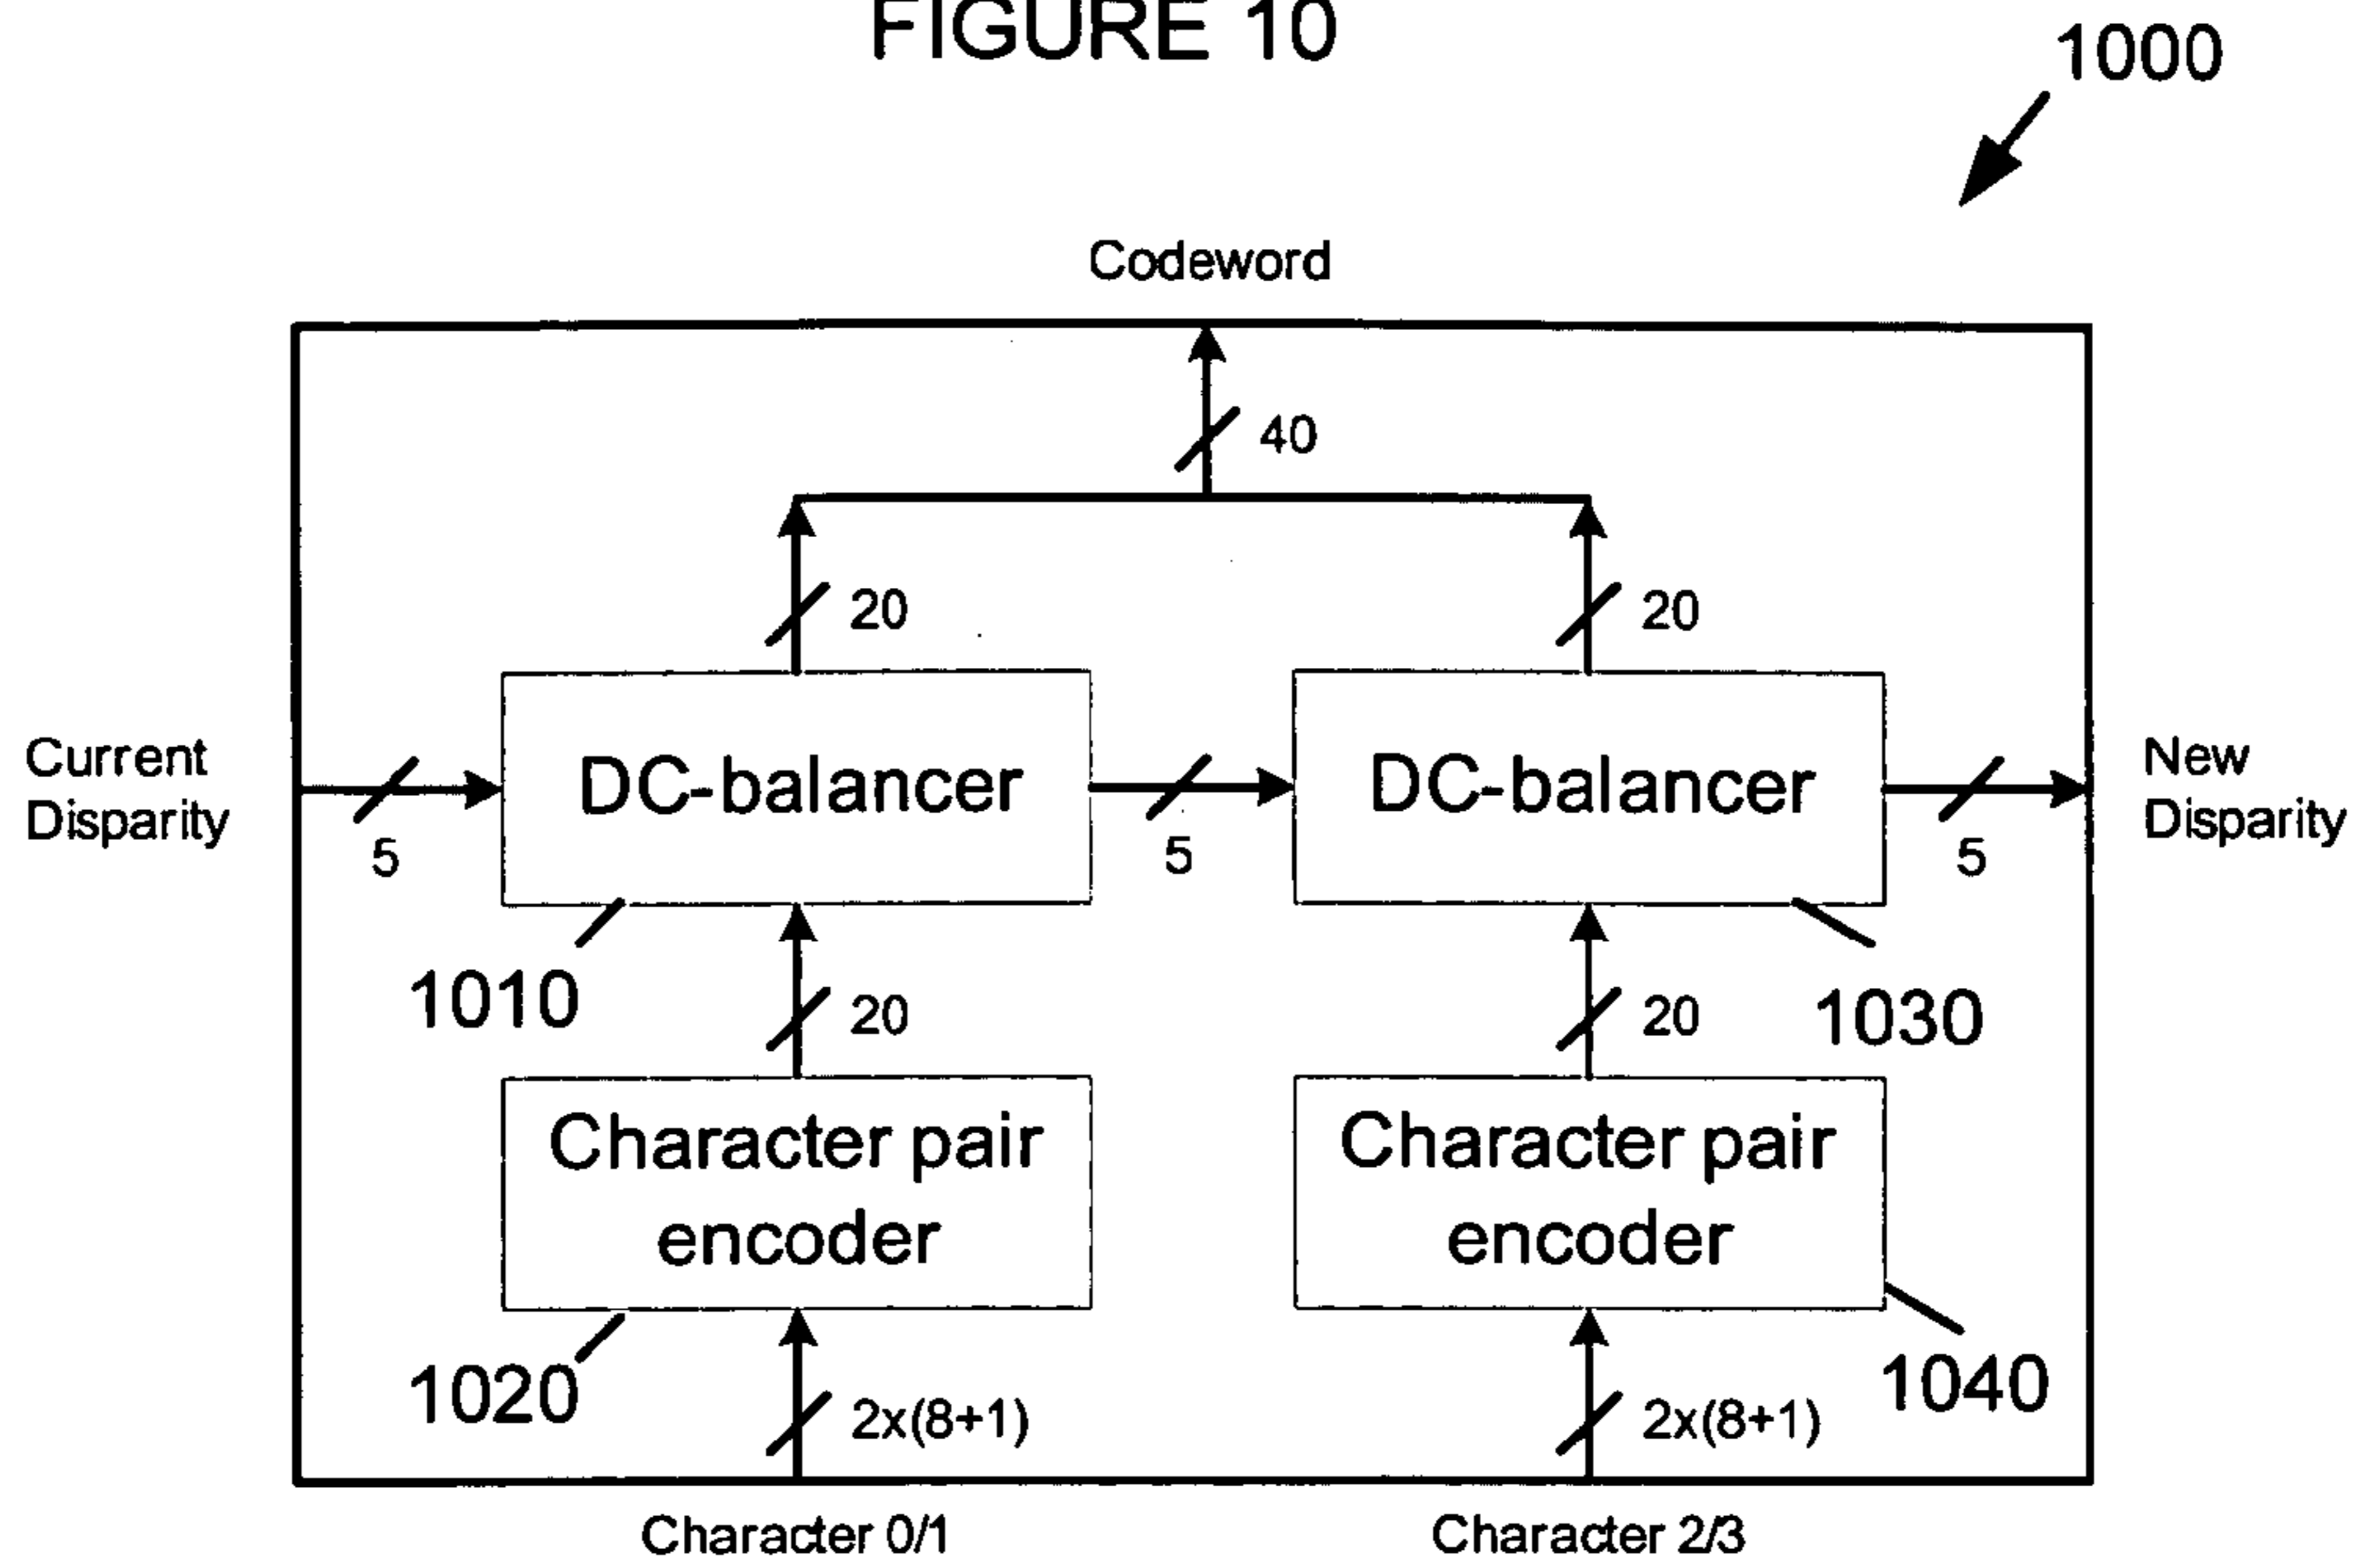 FIGURE 10
1000
Codeword
40
20
20
Current
Disparity
5
DC-balancer
5
DC-balancer
5
New
Disparity
1010
20
20
1030
Character pair
encoder
Character pair
encoder
1020
2x(8+1)
2x(8+1)
1040
Character 0/1
Character 2/3